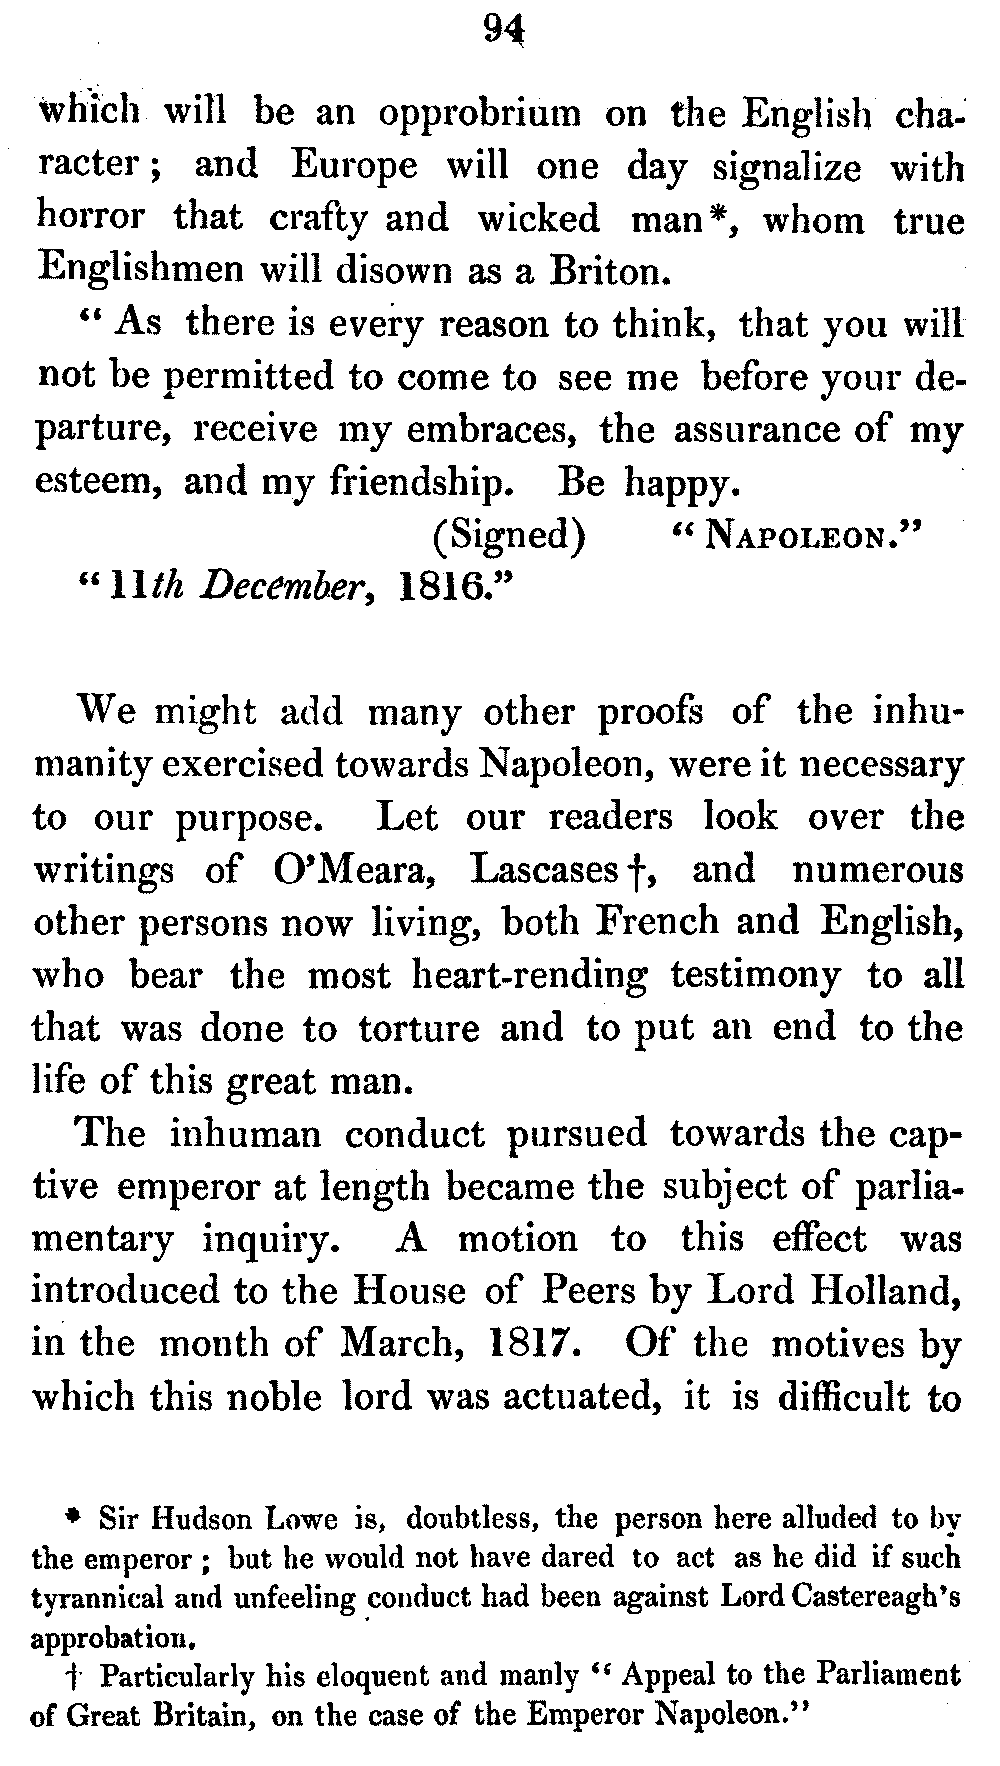 94
which will be an opprobrium on the English cha-
racter; and Europe will one day signalize with
horror that crafty and wicked man*, whom true
Englishmen will disown as a Briton.
“ As there is every reason to think, that you will
not be permitted to come to see me before your de-
parture, receive my embraces, the assurance of my
esteem, and my friendship. Be happy.
(Signed) “ NAPOLEON.”
“ 11th December, 1816.”
We might add many other proofs of the inhu-
manity exercised towards Napoleon, were it necessary
to our purpose. Let our readers look over the
writings of O’Meara, Lascases †, and numerous
other persons now living, both French and English,
who bear the most heart-rending testimony to all
that was done to torture and to put an end to the
life of this great man.
The inhuman conduct pursued towards the cap-
tive emperor at length became the subject of parlia-
mentary inquiry. A motion to this effect was
introduced to the House of Peers by Lord Holland,
in the month of March, 1817. Of the motives by
which this noble lord was actuated, it is difficult to
* Sir Hudson Lowe is, doubtless, the person here alluded to by
the emperor ; but he would not have dared to act as he did if such
tyrannical and unfeeling conduct had been against Lord Castereagh’s
approbation.
† Particularly his eloquent and manly “ Appeal to the Parliament
of Great Britain, on the case of the Emperor Napoleon.”